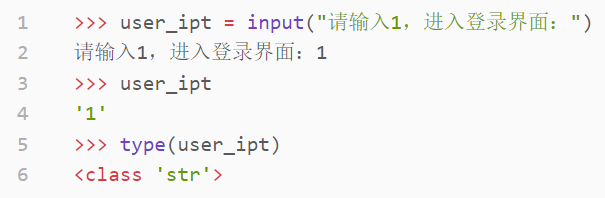 1 >>> user_ipt = input("请输入1，进入登录界面：")
2 请输入1，进入登录界面：1
3 >>> user_ipt
4 '1'
5 >>> type(user_ipt)
6 <class 'str'>